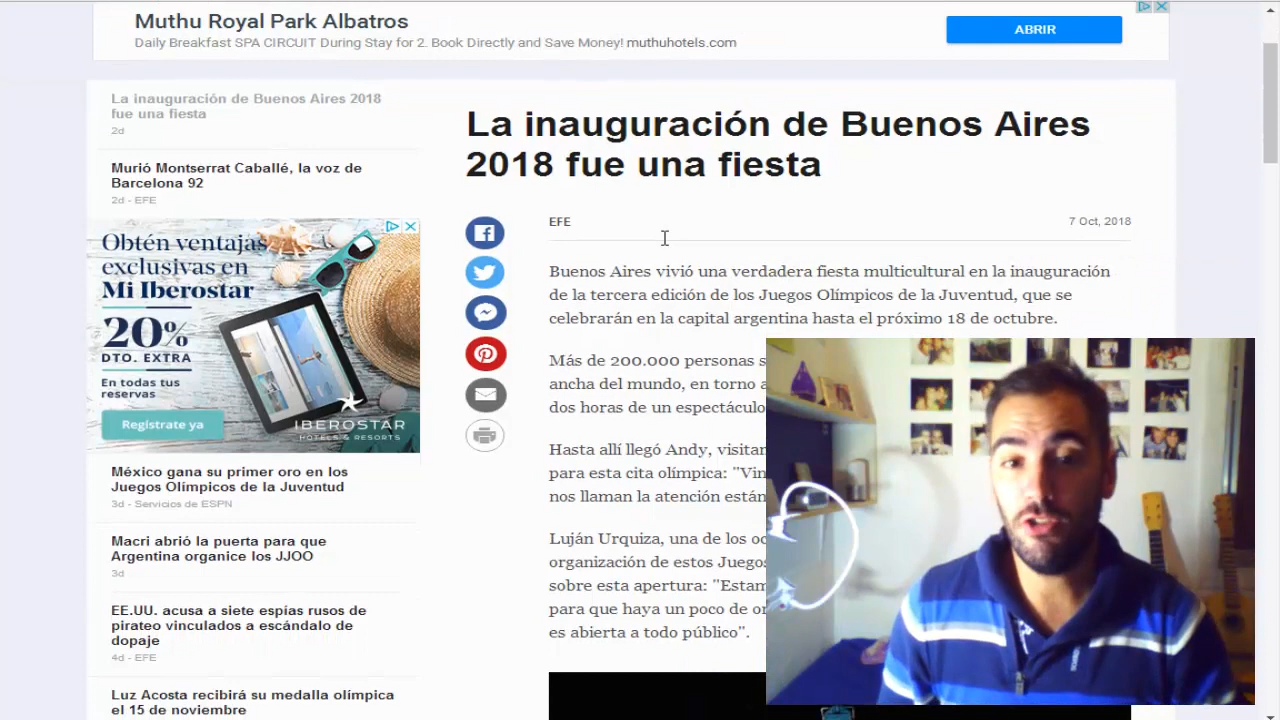 Muthu Royal Park Albatros
Daily Breakfast SPA CIRCUIT During Stay for 2. Book Directly and Save Money! muthuhotels.com
ABRIR
La inauguración de Buenos Aires 2018
fue una fiesta
2d
Murió Montserrat Caballé, la voz de
Barcelona 92
2d - EFE
Obtén ventajas
exclusivas en
Mi Iberostar
20%
DTO. EXTRA
En todas tus
reservas
Regístrate ya
IBEROSTAR
HOTELS & RESORTS
México gana su primer oro en los
Juegos Olímpicos de la Juventud
3d - Servicios de ESPN
Macri abrió la puerta para que
Argentina organice los JJOO
3d
EE.UU. acusa a siete espías rusos de
pirateo vinculados a escándalo de
dopaje
4d - EFE
Luz Acosta recibirá su medalla olímpica
el 15 de noviembre
La inauguración de Buenos Aires
2018 fue una fiesta
EFE
7 Oct, 2018
Buenos Aires vivió una verdadera fiesta multicultural en la inauguración
de la tercera edición de los Juegos Olímpicos de la Juventud, que se
celebrarán en la capital argentina hasta el próximo 18 de octubre.
Más de 200.000 personas s
ancha del mundo, en torno a
dos horas de un espectáculo
Hasta allí llegó Andy, visitan
para esta cita olímpica: "Vin
nos llaman la atención están
Luján Urquiza, una de los oc
organización de estos Juegos
sobre esta apertura: "Estam
para que haya un poco de or
es abierta a todo público".